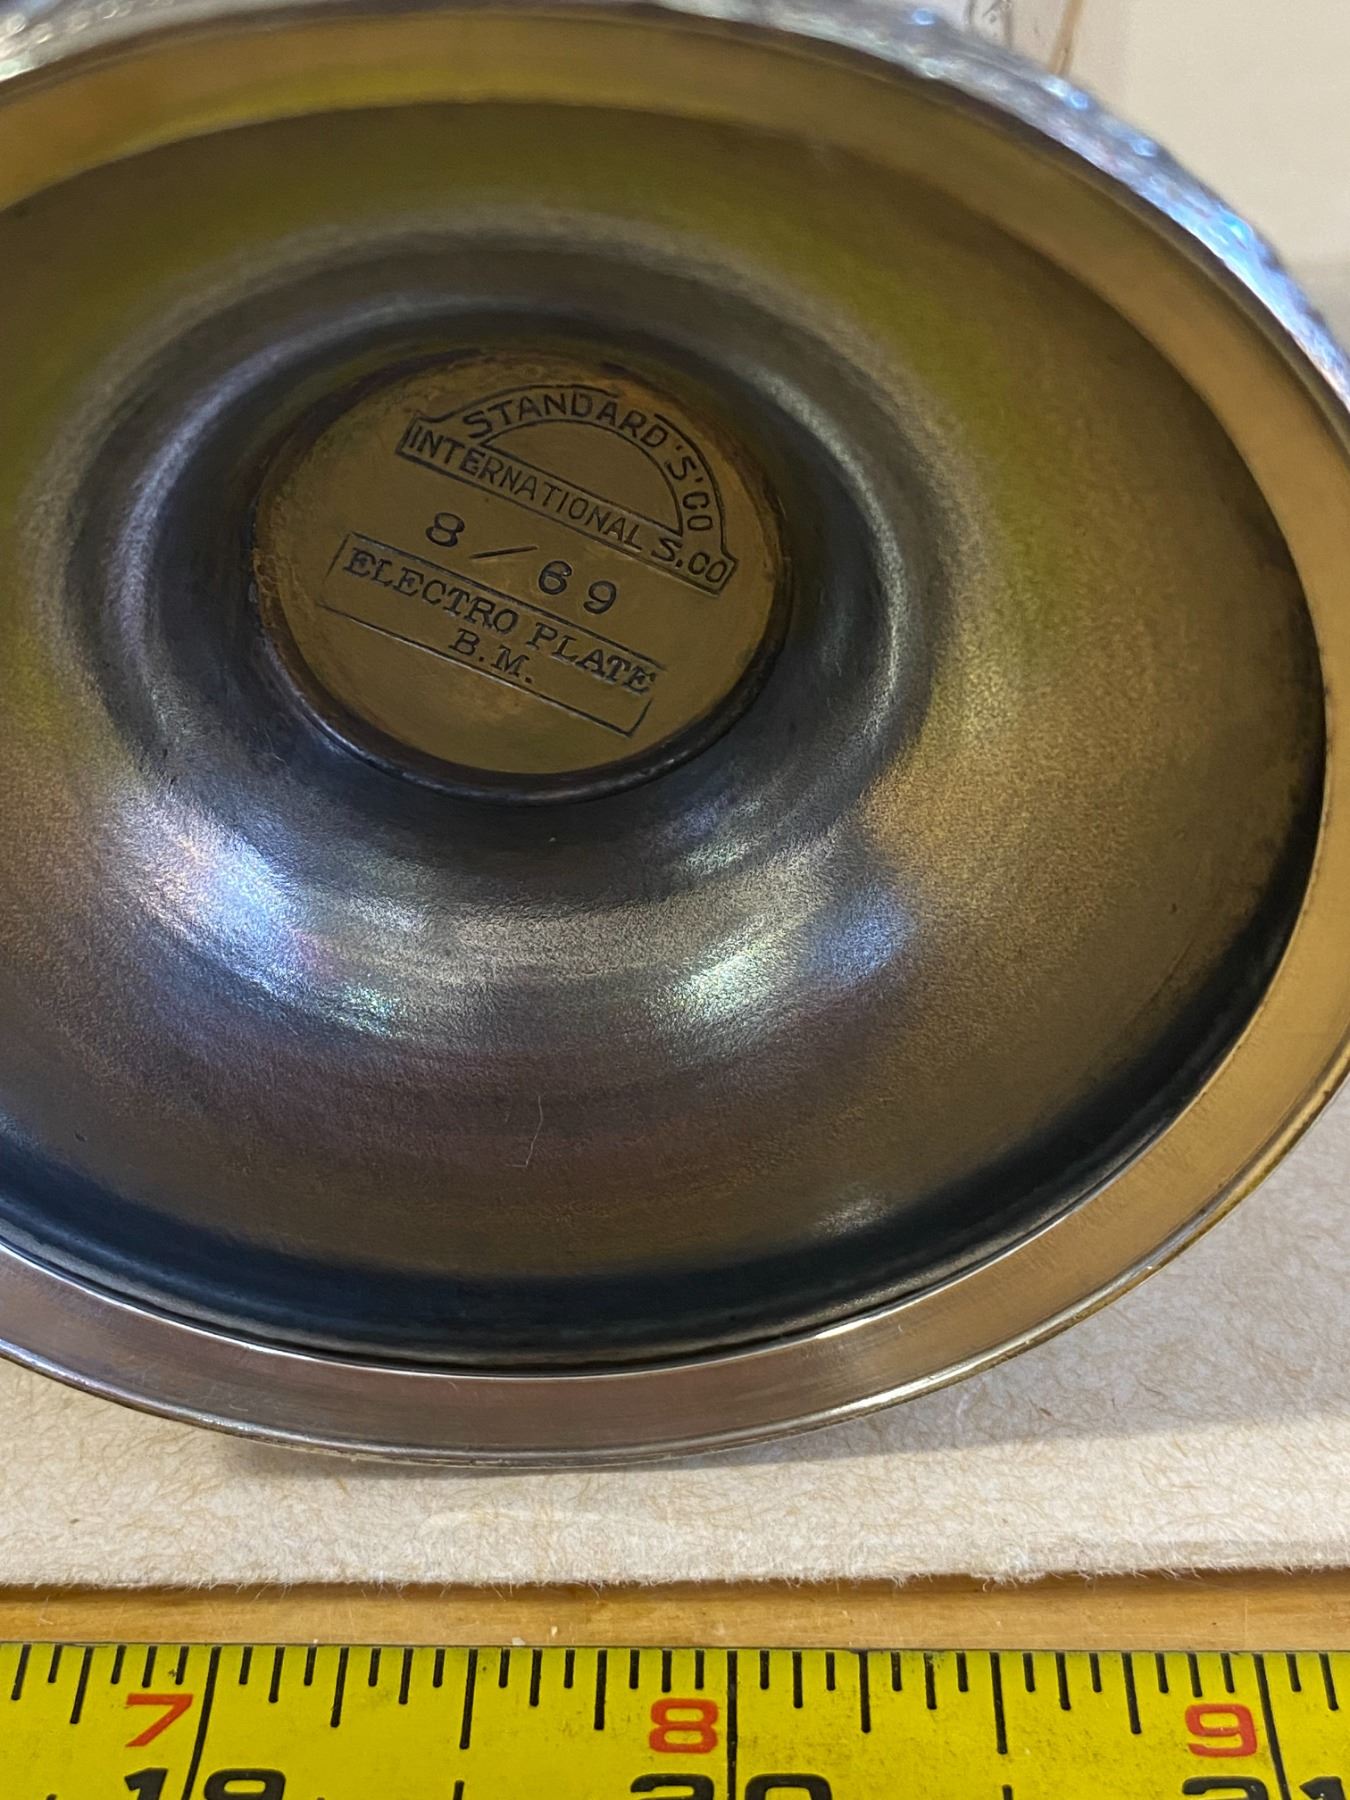 STANDARD 'S' CO
INTERNATIONAL S. CO
8/69
ELECTRO PLATE
B.M.
7 8 9
19 20 21